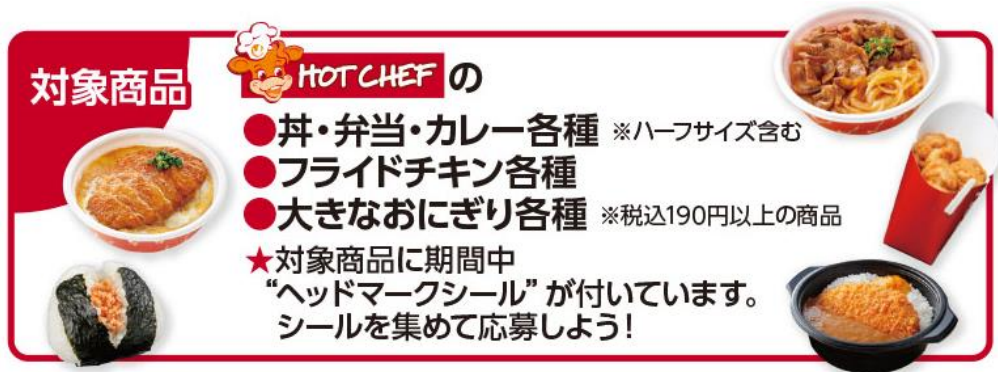 対象商品
HOT CHEF の
●丼・弁当・カレー各種 ※ハーフサイズ含む
●フライドチキン各種
●大きなおにぎり各種 ※税込190円以上の商品
★対象商品に期間中
“ヘッドマークシール”が付いています。
シールを集めて応募しよう!